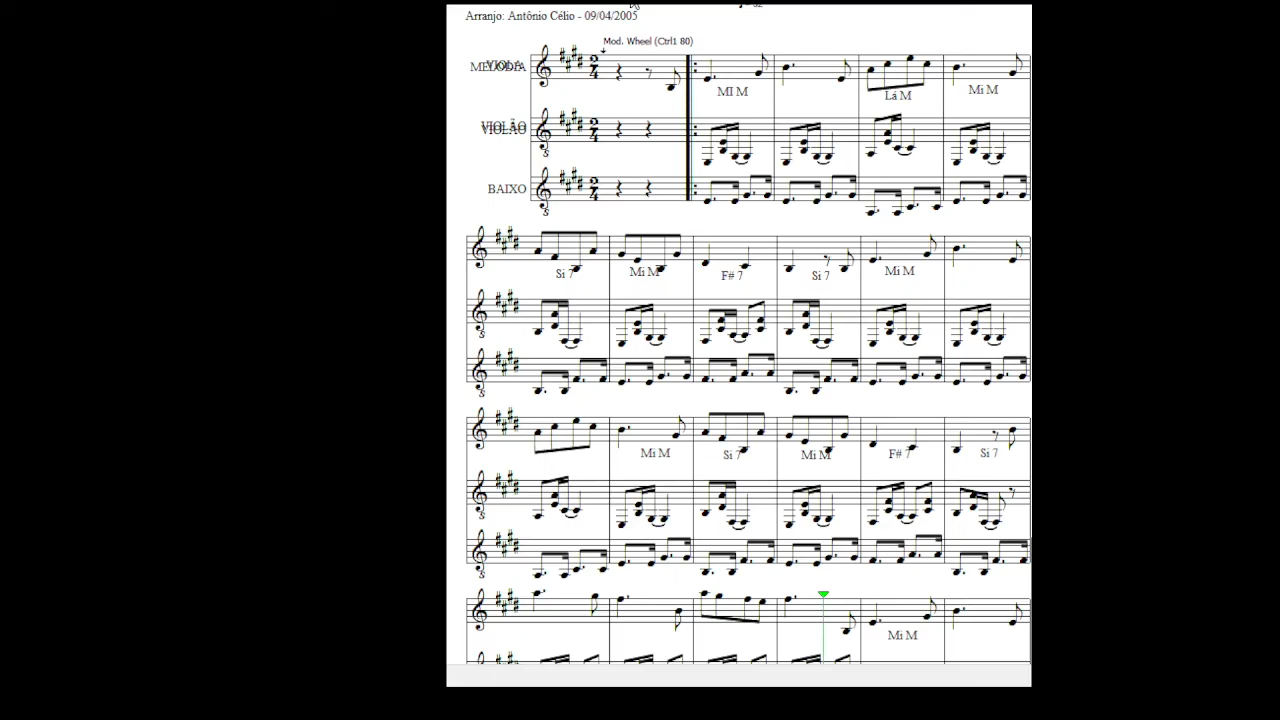 Arranjo: Antônio Célio - 09/04/2005
Mod. Wheel (Ctrl1 80)
MELODIA
MI M
Lá M
Mi M
VIOLÃO
BAIXO
Si 7
Mi M
F# 7
Si 7
Mi M
Mi M
Si 7
Mi M
F# 7
Si 7
Mi M